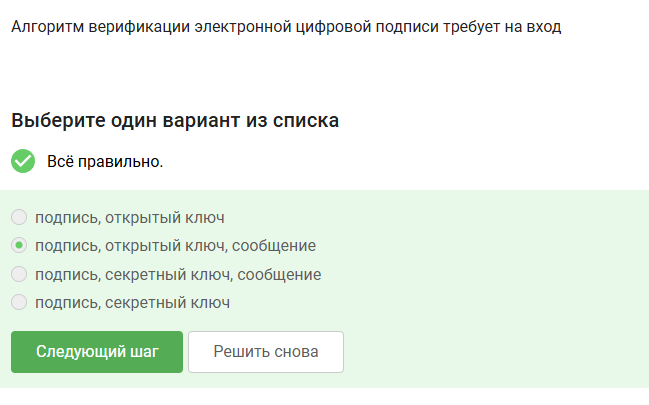 Алгоритм верификации электронной цифровой подписи требует на вход
Выберите один вариант из списка
Всё правильно.
подпись, открытый ключ
подпись, открытый ключ, сообщение
подпись, секретный ключ, сообщение
подпись, секретный ключ
Следующий шаг
Решить снова